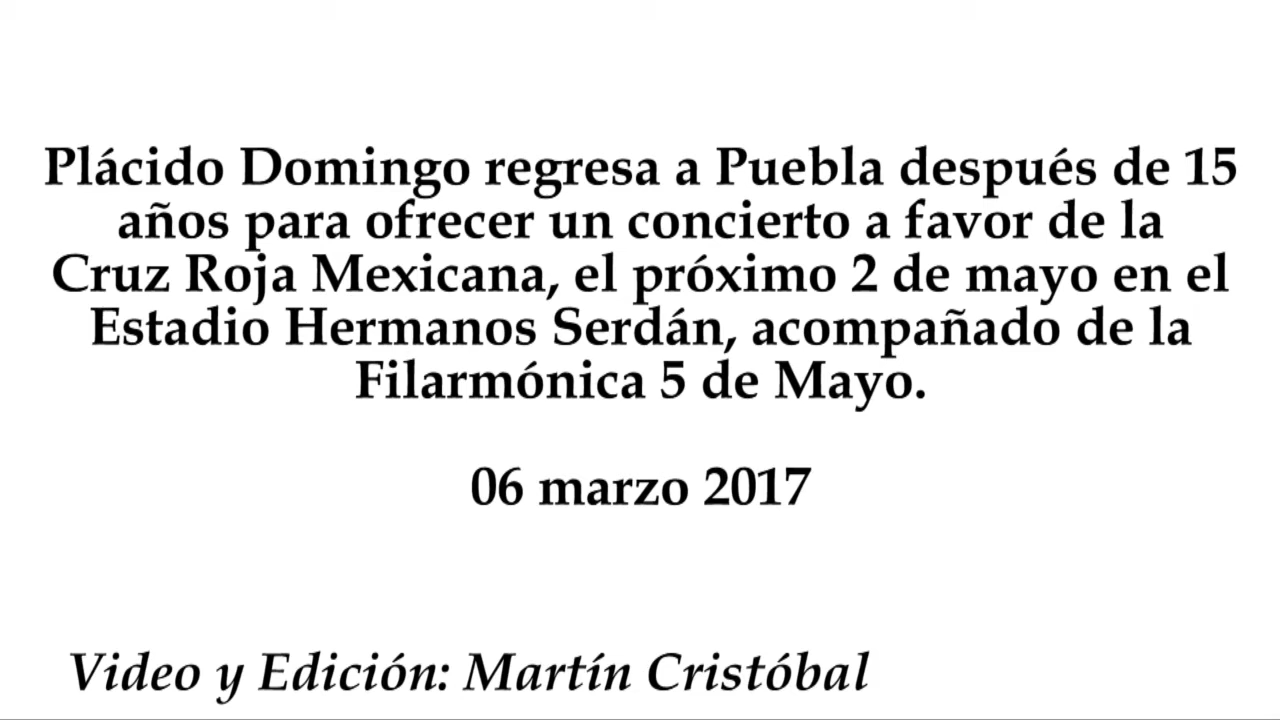 Plácido Domingo regresa a Puebla después de 15
años para ofrecer un concierto a favor de la
Cruz Roja Mexicana, el próximo 2 de mayo en el
Estadio Hermanos Serdán, acompañado de la
Filarmónica 5 de Mayo.
06 marzo 2017
Video y Edición: Martín Cristóbal